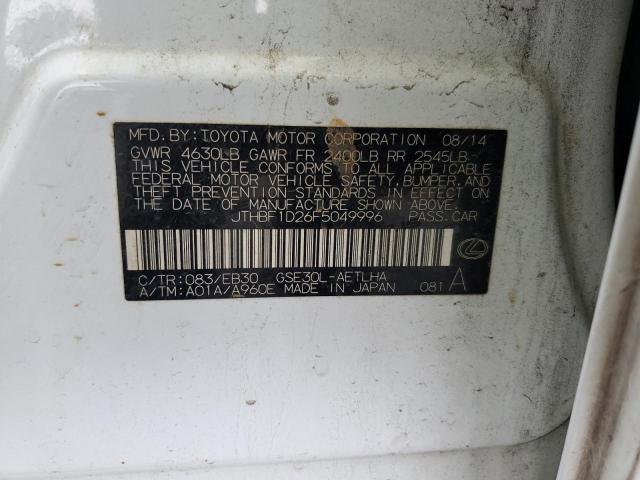 MFD. BY: TOYOTA MOTOR CORPORATION 08/14
GVWR 4630LB GAWR FR 2400LB RR 2545LB
THIS VEHICLE CONFORMS TO ALL APPLICABLE
FEDERAL MOTOR VEHICLE SAFETY, BUMPER, AND
THEFT PREVENTION STANDARDS IN EFFECT ON
THE DATE OF MANUFACTURE SHOWN ABOVE.
JTHBF1D26F5049996 PASS. CAR
C/TR: 083/EB30 GSE30L-AETLHA
A/TM: A01A/A960E MADE IN JAPAN 081 A